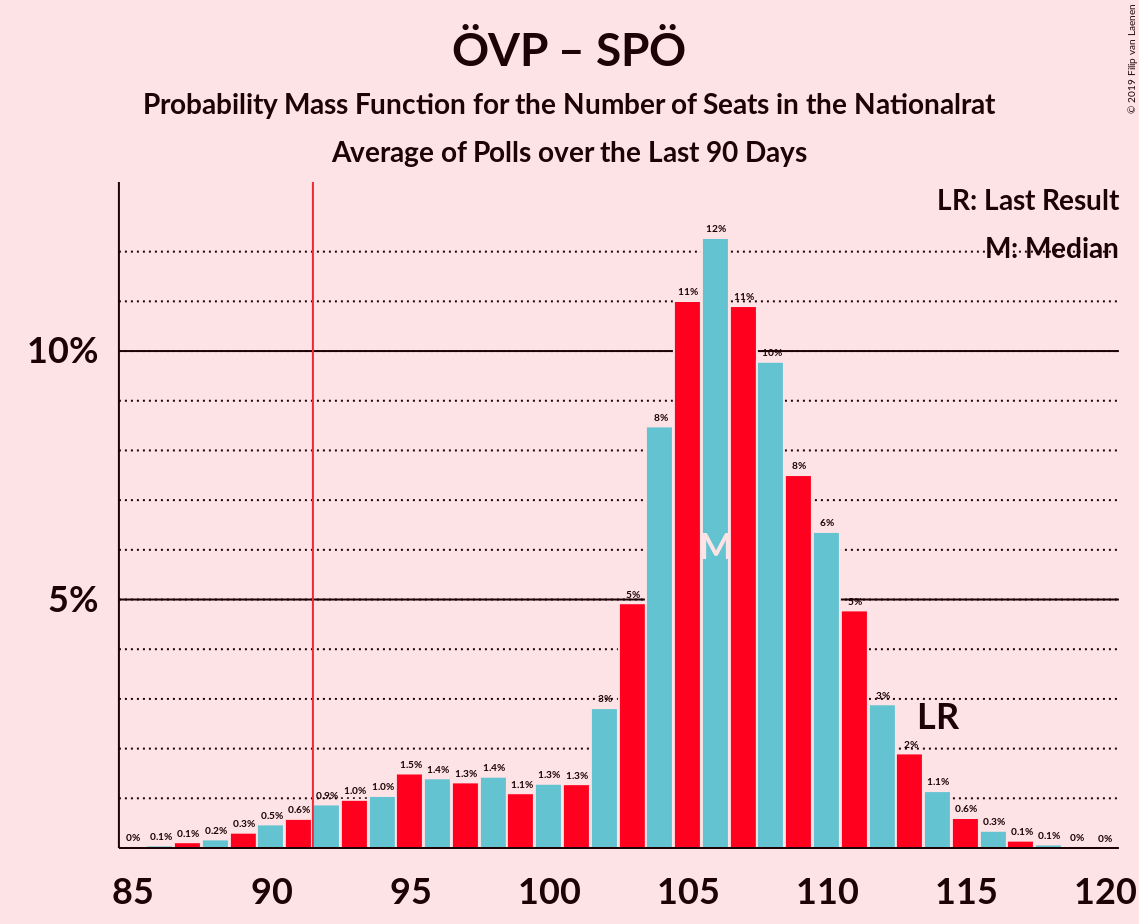 ÖVP – SPÖ
Probability Mass Function for the Number of Seats in the Nationalrat
Average of Polls over the Last 90 Days
© 2019 Filip van Laenen
LR: Last Result
M: Median
10%
5%
0% 0.1% 0.1% 0.2% 0.3% 0.5% 0.6% 0.9% 1.0% 1.0% 1.5% 1.4% 1.3% 1.4% 1.1% 1.3% 1.3% 3% 5% 8% 11% 12% 11% 10% 8% 6% 5% 3% 2% 1.1% 0.6% 0.3% 0.1% 0.1% 0% 0%
M
LR
85 90 95 100 105 110 115 120